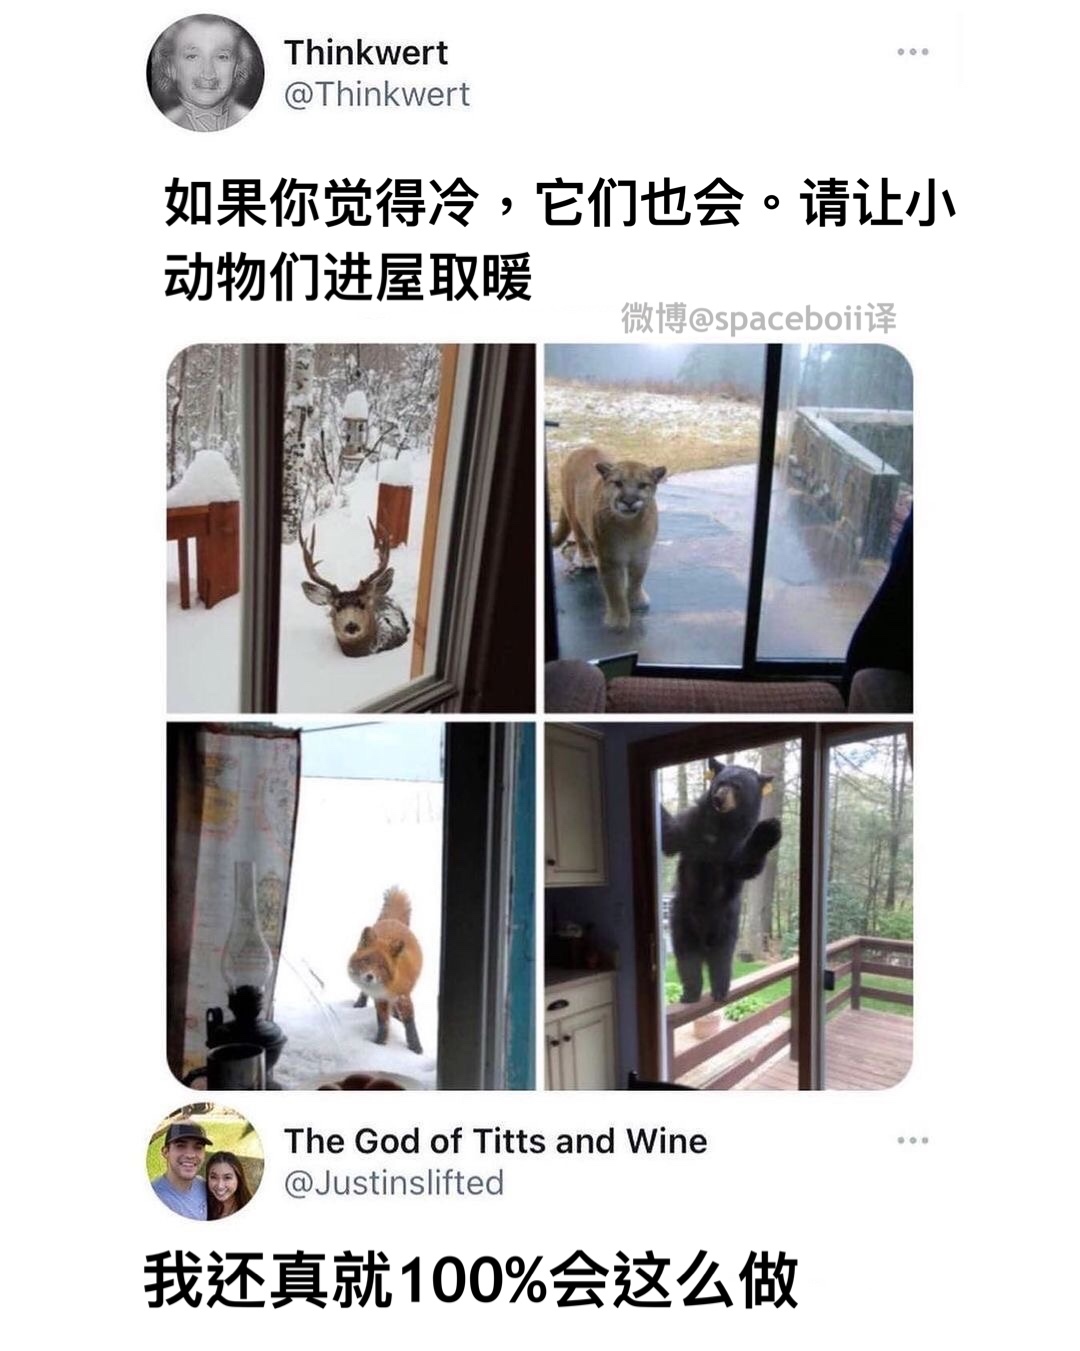 Thinkwert
@Thinkwert
如果你觉得冷，它们也会。请让小
动物们进屋取暖
微博@spaceboii译
The God of Titts and Wine
@Justinslifted
我还真就100%会这么做